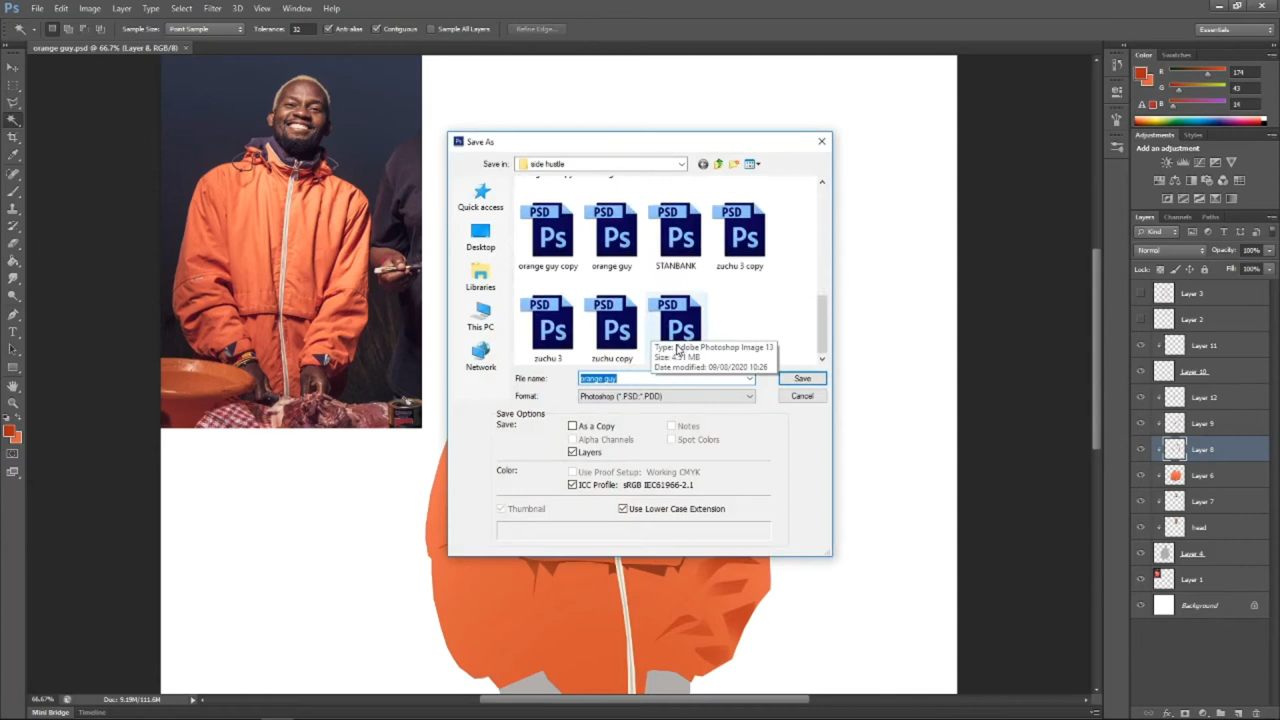 Ps File Edit Image Layer Type Select Filter 3D View Window Help
Sample Size: Point Sample Tolerance: 32 Anti-alias Contiguous Sample All Layers Refine Edge... Essentials
orange guy.psd @ 66.7% (Layer 8, RGB/8) ×
Color Swatches
R 174
G 43
B 14
Adjustments Styles
Add an adjustment
Layers Channels Paths
Kind
Normal Opacity: 100%
Lock: Fill: 100%
Layer 3
Layer 2
Layer 11
Layer 10
Layer 12
Layer 9
Layer 8
Layer 6
Layer 7
head
Layer 4
Layer 1
Background
Ps Save As
Save in: side hustle
Quick access
Desktop
Libraries
This PC
Network
PSD PSD PSD PSD
Ps Ps Ps Ps
orange guy copy orange guy STANBANK zuchu 3 copy
PSD PSD PSD
Ps Ps Ps
zuchu 3 zuchu copy
Type: Adobe Photoshop Image 13
Size: 4.91 MB
Date modified: 09/08/2020 10:26
File name: orange guy Save
Format: Photoshop (*.PSD;*.PDD) Cancel
Save Options
Save: As a Copy Notes
Alpha Channels Spot Colors
Layers
Color: Use Proof Setup: Working CMYK
ICC Profile: sRGB IEC61966-2.1
Thumbnail Use Lower Case Extension
66.67% Doc: 9.19M/111.6M
Mini Bridge Timeline